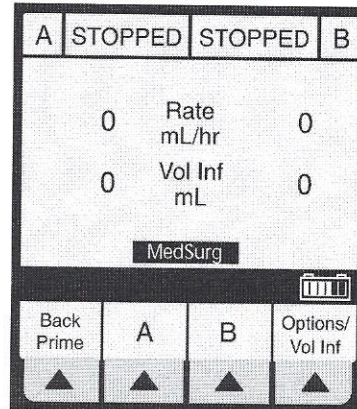 A STOPPED STOPPED B
0 Rate mL/hr 0
0 Vol Inf mL 0
MedSurg
Back Prime
A
B
Options/ Vol Inf